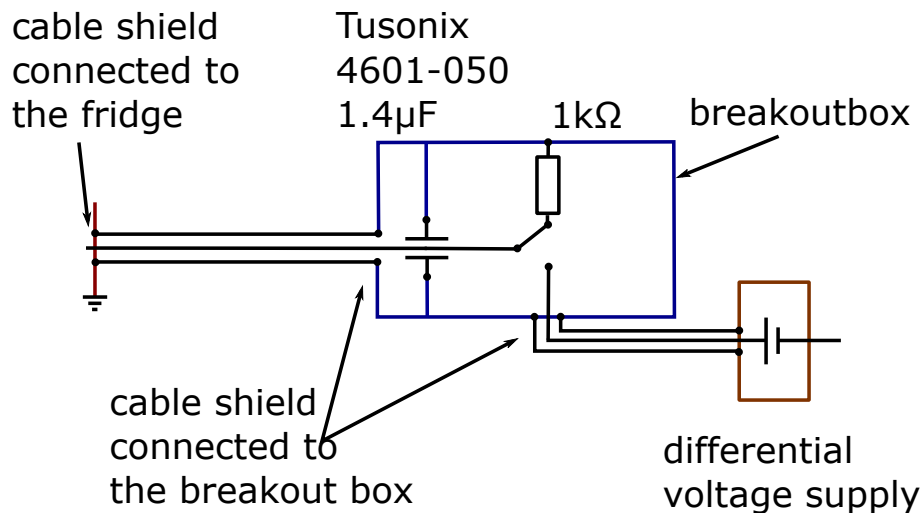 cable shield
connected to
the fridge
Tusonix
4601-050
1.4µF
1kΩ
breakoutbox
cable shield
connected to
the breakout box
differential
voltage supply